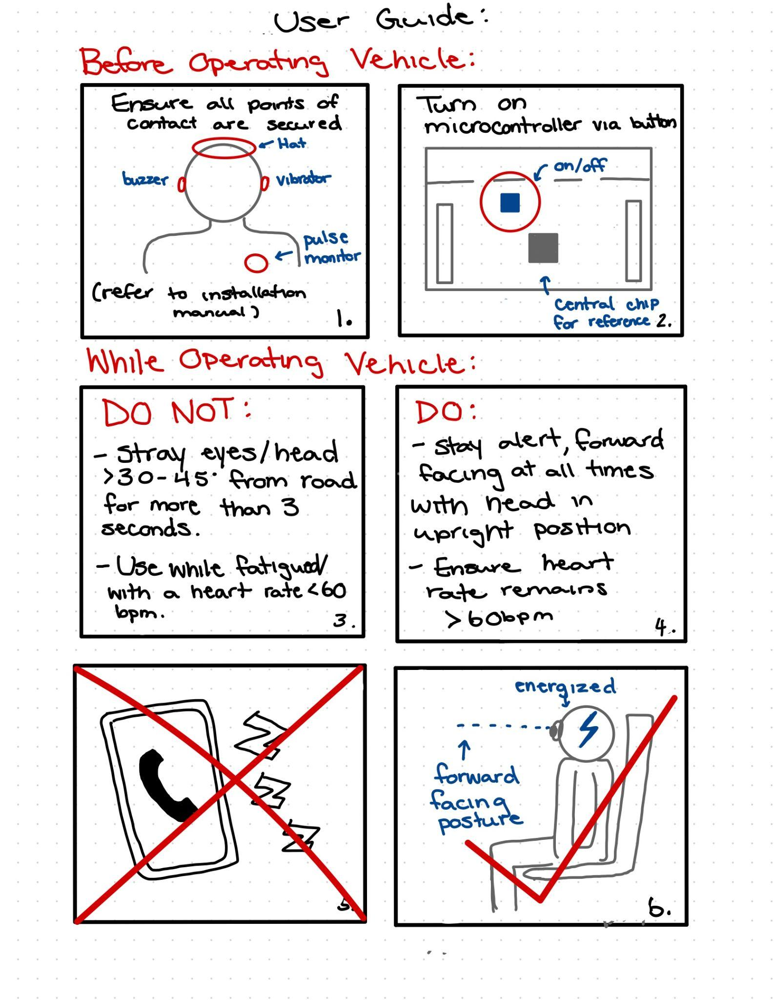 User Guide:
Before Operating Vehicle:
Ensure all points of
contact are secured
Hat
buzzer
vibrator
pulse
monitor
(refer to installation
manual)
1.
Turn on
microcontroller via button
on/off
central chip
for reference
2.
While Operating Vehicle:
DO NOT:
- Stray eyes/head
>30-45° from road
for more than 3
seconds.
- Use while fatigued/
with a heart rate <60
bpm.
3.
DO:
- Stay alert, forward
facing at all times
with head in
upright position
- Ensure heart
rate remains
>60bpm
4.
Z
Z
Z
5.
energized
forward
facing
posture
6.